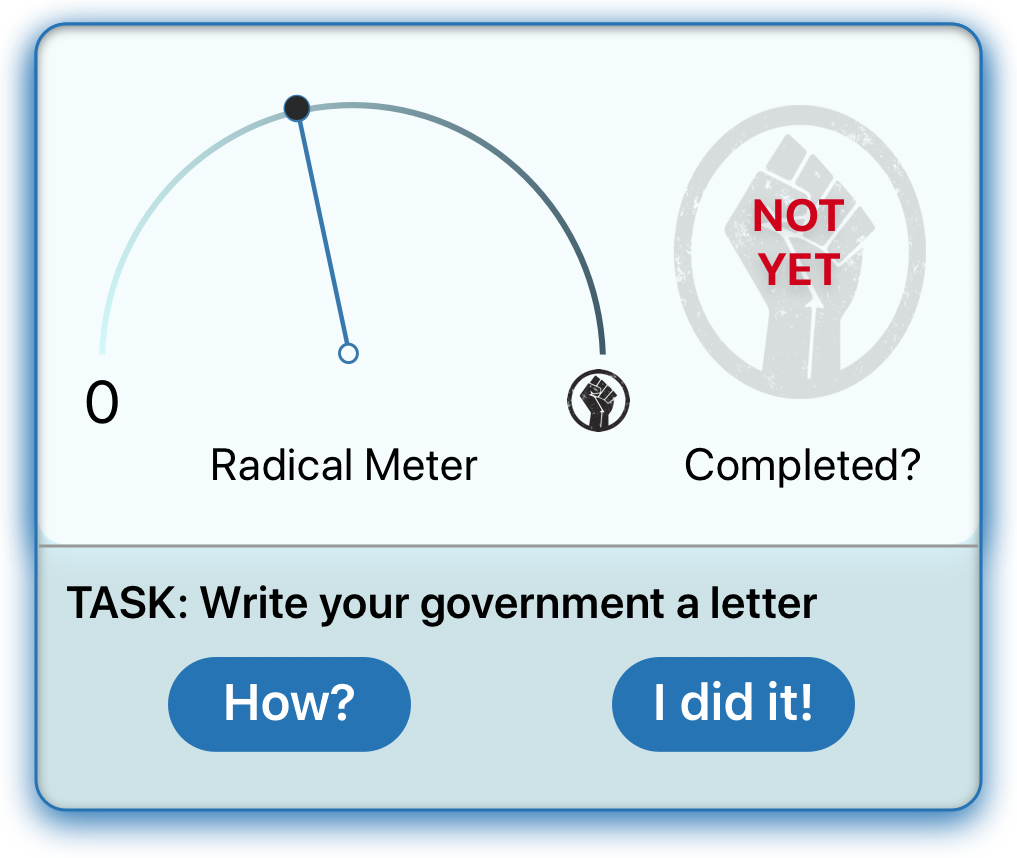 NOT
YET
0
Radical Meter
Completed?
TASK: Write your government a letter
How?
I did it!